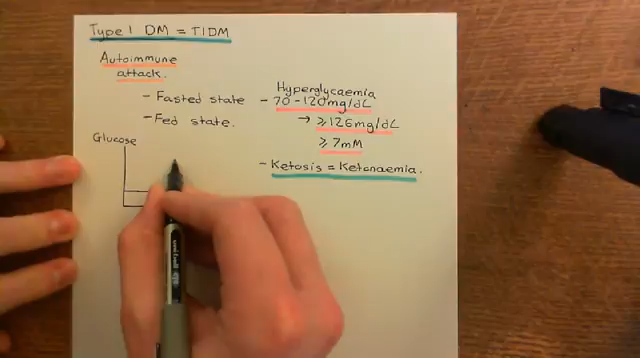 Type 1 DM = T1DM
Autoimmune
attack.
- Fasted state
- Fed state.
Hyperglycaemia
- 70-120mg/dL
→ ≥126mg/dL
≥7mM
- Ketosis = Ketonaemia.
Glucose